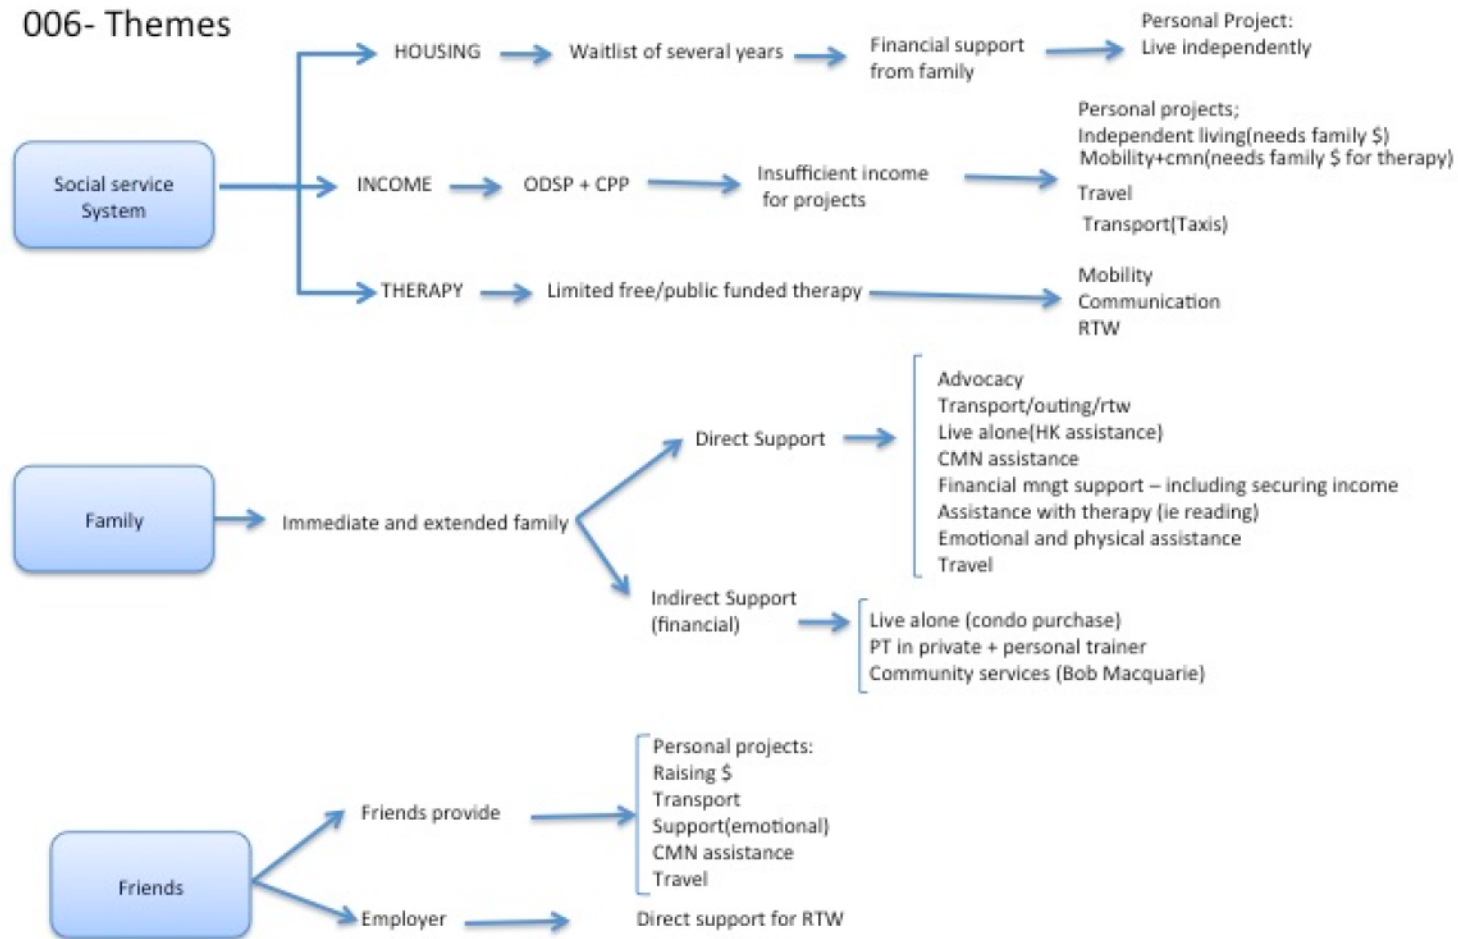 006- Themes
Social service
System
HOUSING
Waitlist of several years
Financial support
from family
Personal Project:
Live independently
INCOME
ODSP + CPP
Insufficient income
for projects
Personal projects;
Independent living(needs family $)
Mobility+cmn(needs family $ for therapy)
Travel
Transport(Taxis)
THERAPY
Limited free/public funded therapy
Mobility
Communication
RTW
Family
Immediate and extended family
Direct Support
Advocacy
Transport/outing/rtw
Live alone(HK assistance)
CMN assistance
Financial mngt support – including securing income
Assistance with therapy (ie reading)
Emotional and physical assistance
Travel
Indirect Support
(financial)
Live alone (condo purchase)
PT in private + personal trainer
Community services (Bob Macquarie)
Friends
Friends provide
Personal projects:
Raising $
Transport
Support(emotional)
CMN assistance
Travel
Employer
Direct support for RTW